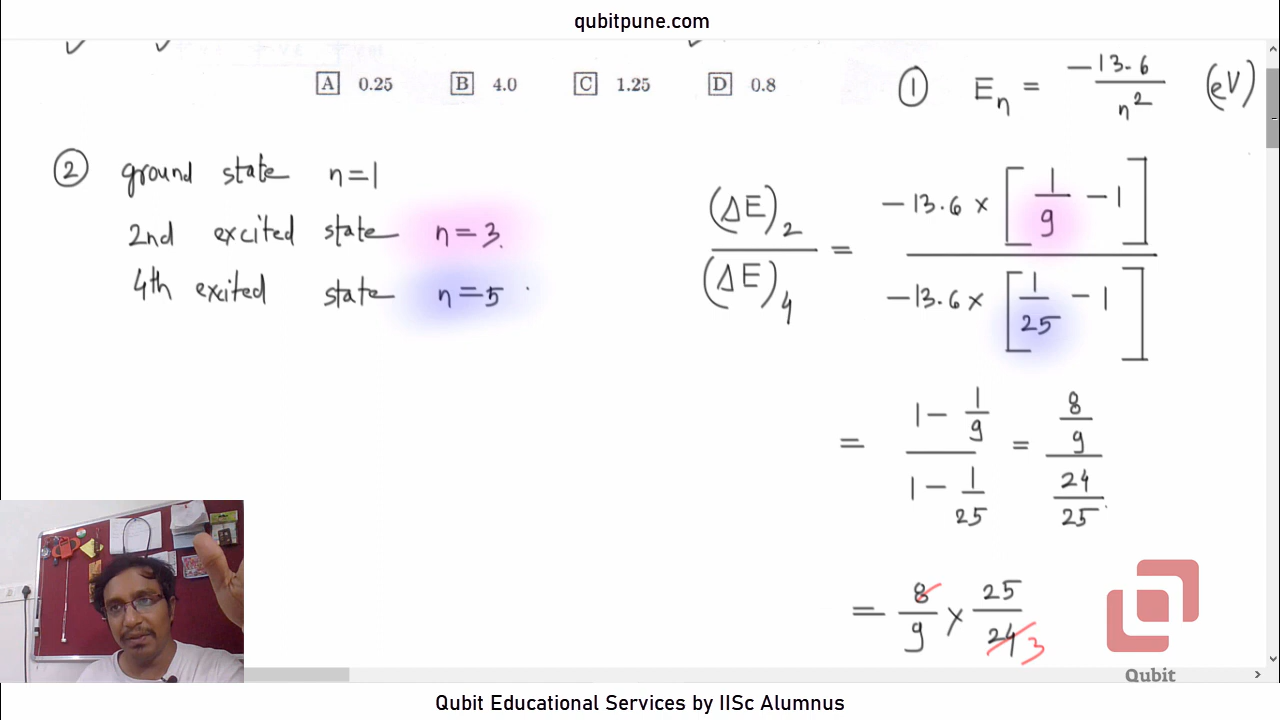 qubitpune.com
A 0.25 B 4.0 C 1.25 D 0.8
① E_n = -13.6 / n² (eV)
② ground state n=1
2nd excited state n=3
4th excited state n=5
(ΔE)₂ / (ΔE)₄ = -13.6 × [1/9 - 1] / -13.6 × [1/25 - 1]
= (1 - 1/9) / (1 - 1/25) = (8/9) / (24/25)
= 8/9 × 25/24 3
Qubit
Qubit Educational Services by IISc Alumnus